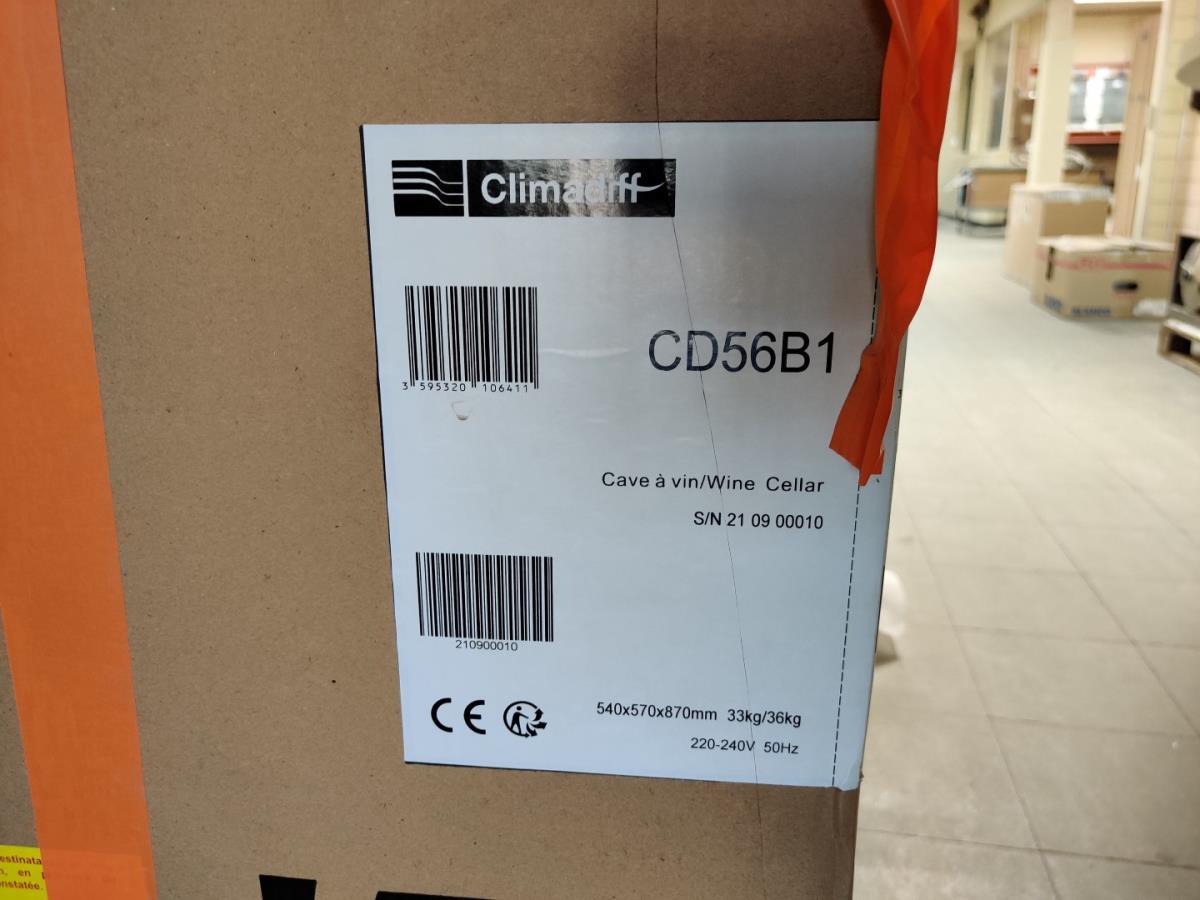 Climadiff
3 595320 106411
CD56B1
Cave à vin/Wine Cellar
S/N 21 09 00010
210900010
CE
540x570x870mm 33kg/36kg
220-240V 50Hz
en